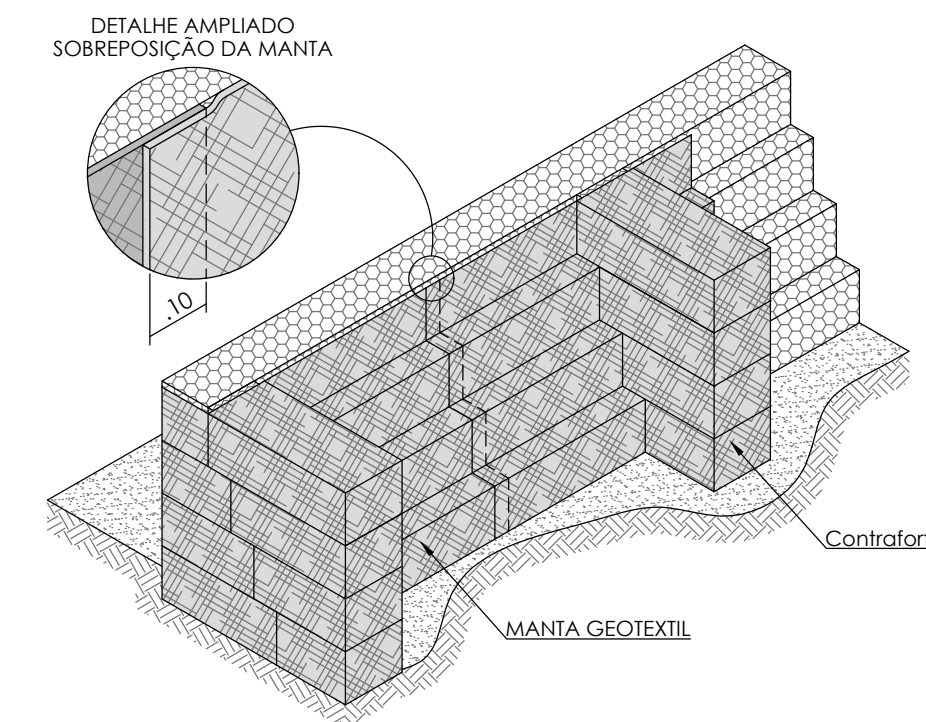 DETALHE AMPLIADO
SOBREPOSIÇÃO DA MANTA
.10
Contrafort
MANTA GEOTEXTIL